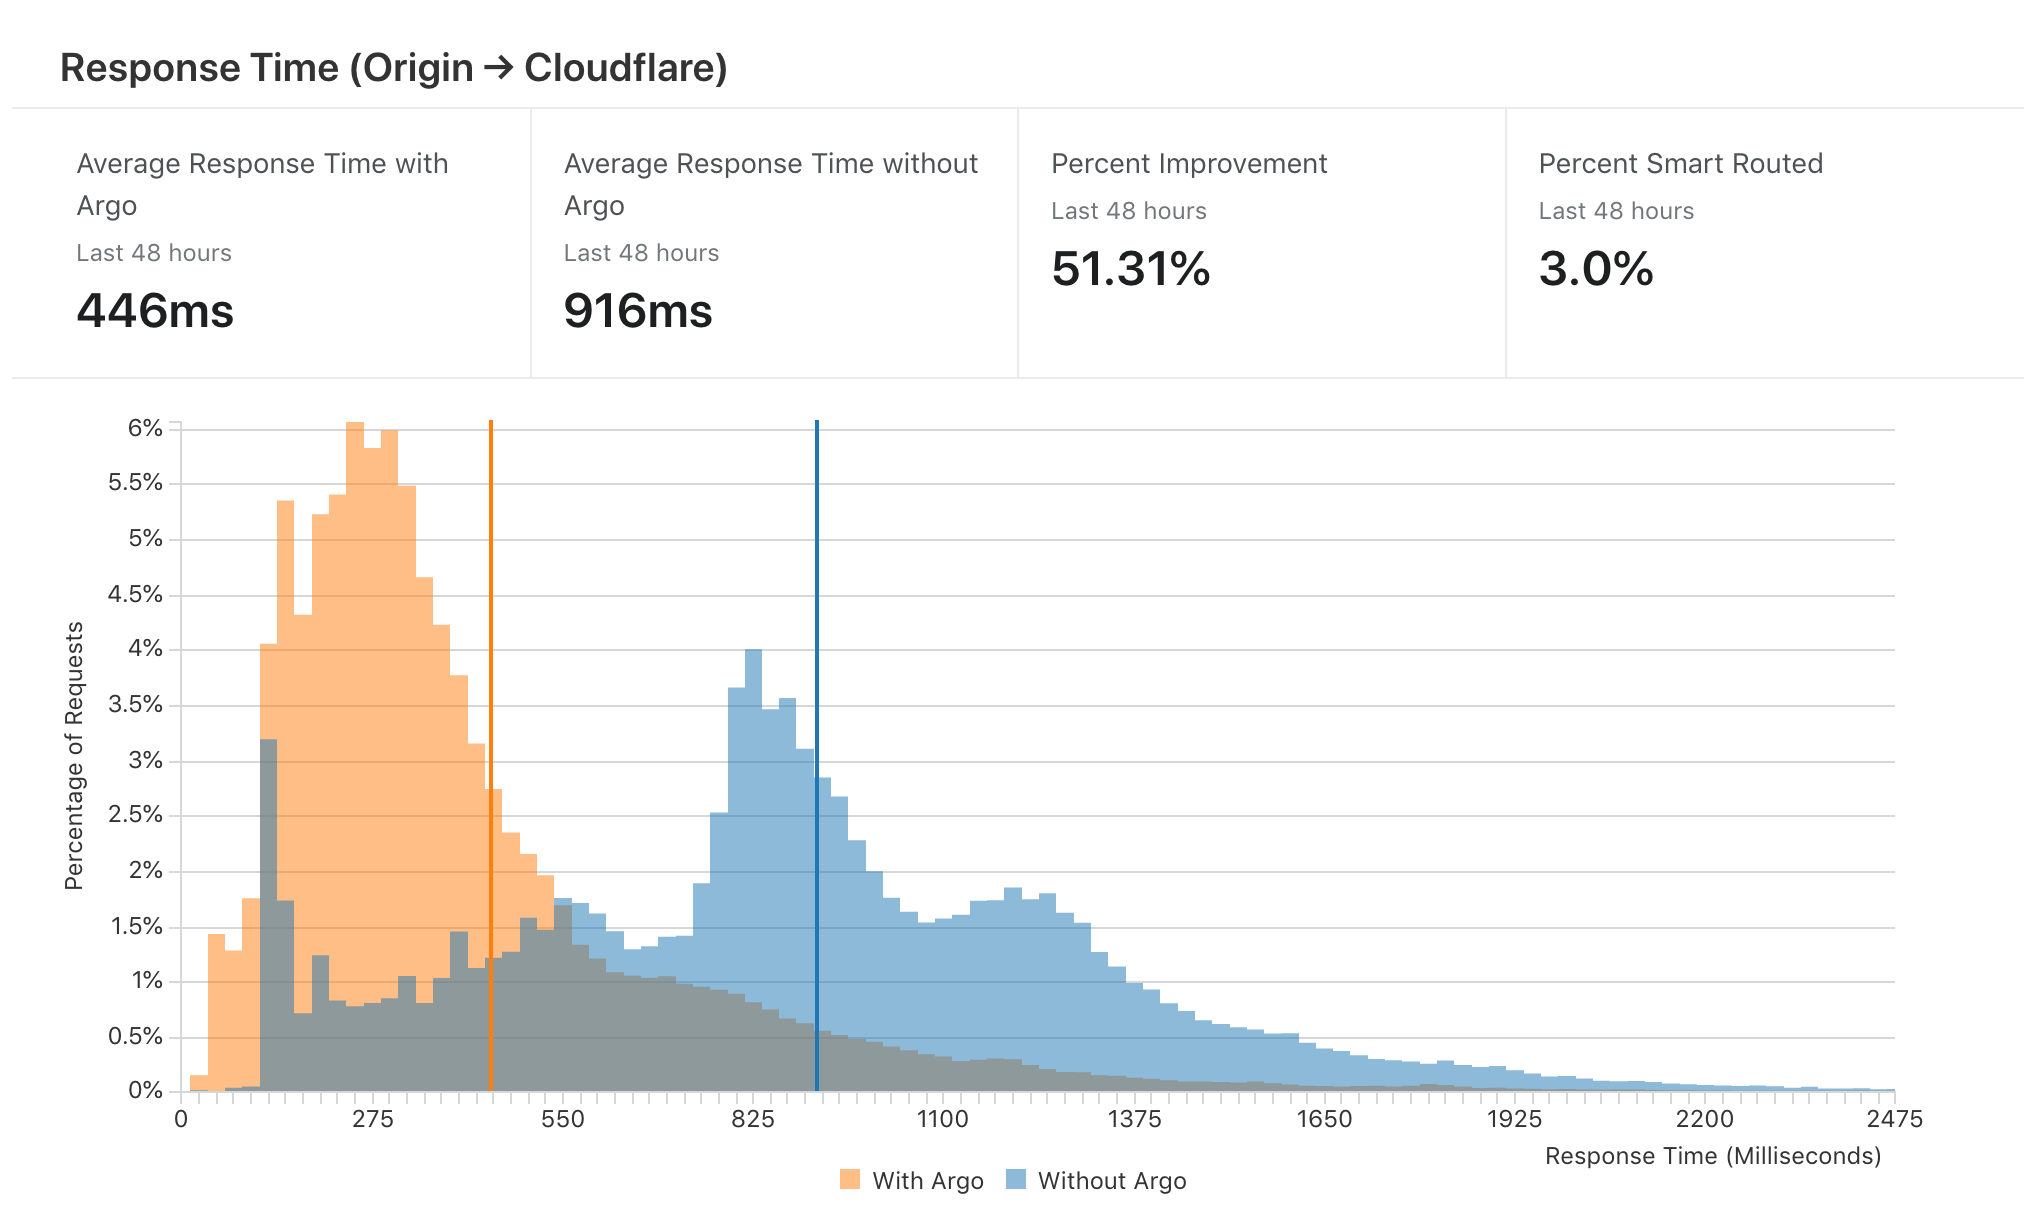 Response Time (Origin → Cloudflare)
Average Response Time with
Argo
Last 48 hours
446ms
Average Response Time without
Argo
Last 48 hours
916ms
Percent Improvement
Last 48 hours
51.31%
Percent Smart Routed
Last 48 hours
3.0%
Percentage of Requests
6%
5.5%
5%
4.5%
4%
3.5%
3%
2.5%
2%
1.5%
1%
0.5%
0%
0 275 550 825 1100 1375 1650 1925 2200 2475
Response Time (Milliseconds)
With Argo Without Argo